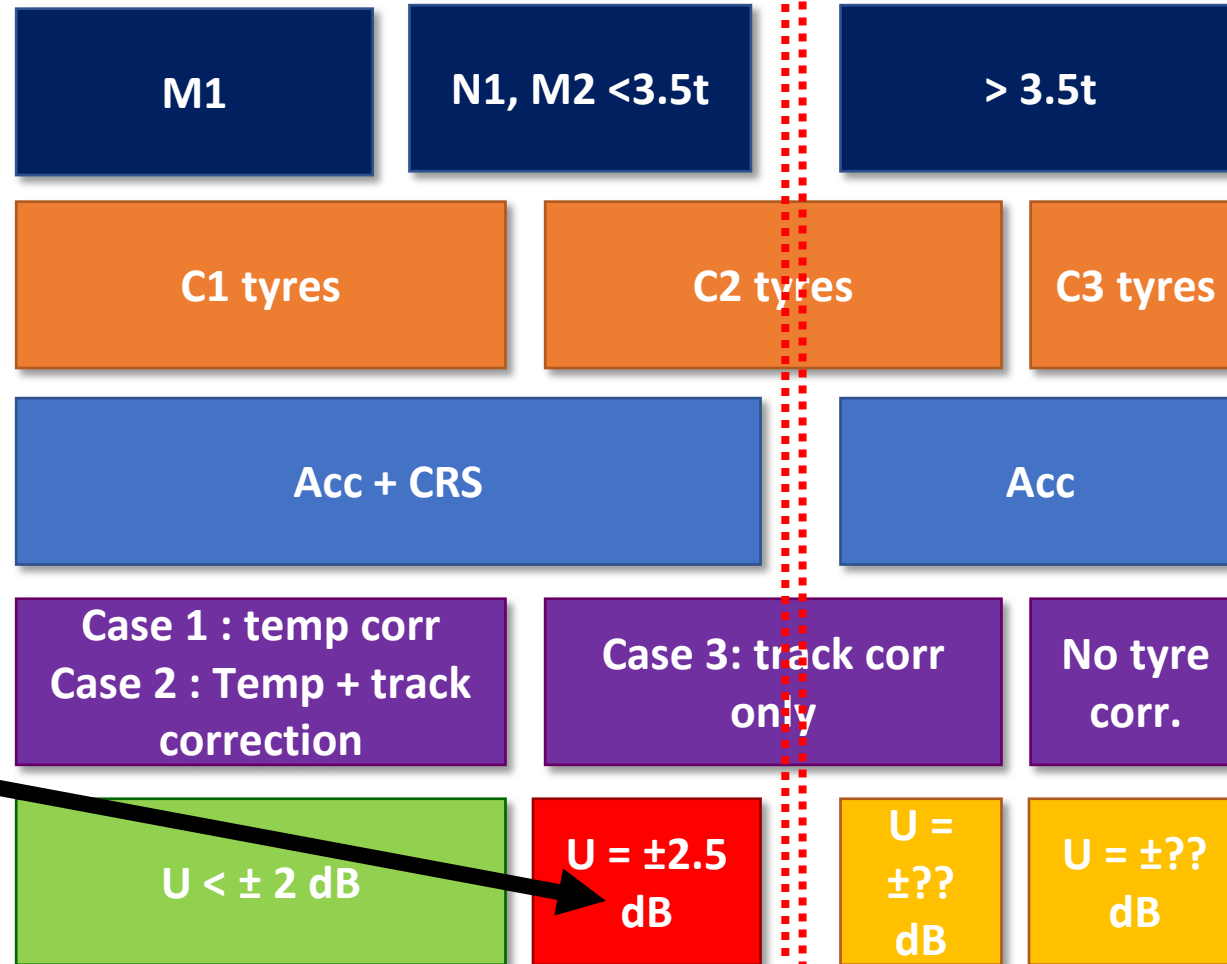 M1
N1, M2 <3.5t
> 3.5t
C1 tyres
C2 tyres
C3 tyres
Acc + CRS
Acc
Case 1 : temp corr
Case 2 : Temp + track
correction
Case 3: track corr
only
No tyre
corr.
U < ± 2 dB
U = ±2.5
dB
U =
±??
dB
U = ±??
dB